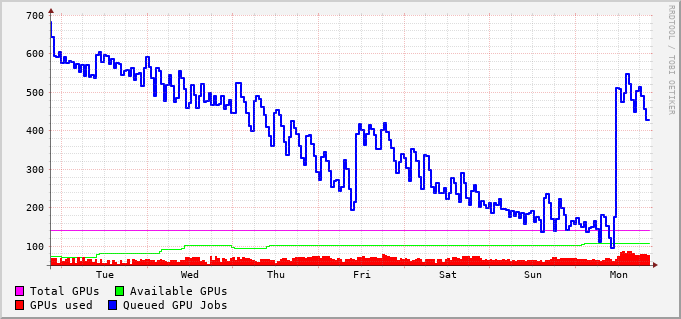 700
600
500
400
300
200
100
Tue Wed Thu Fri Sat Sun Mon
Total GPUs Available GPUs
GPUs used Queued GPU Jobs
RRDTOOL / TOBI OETIKER